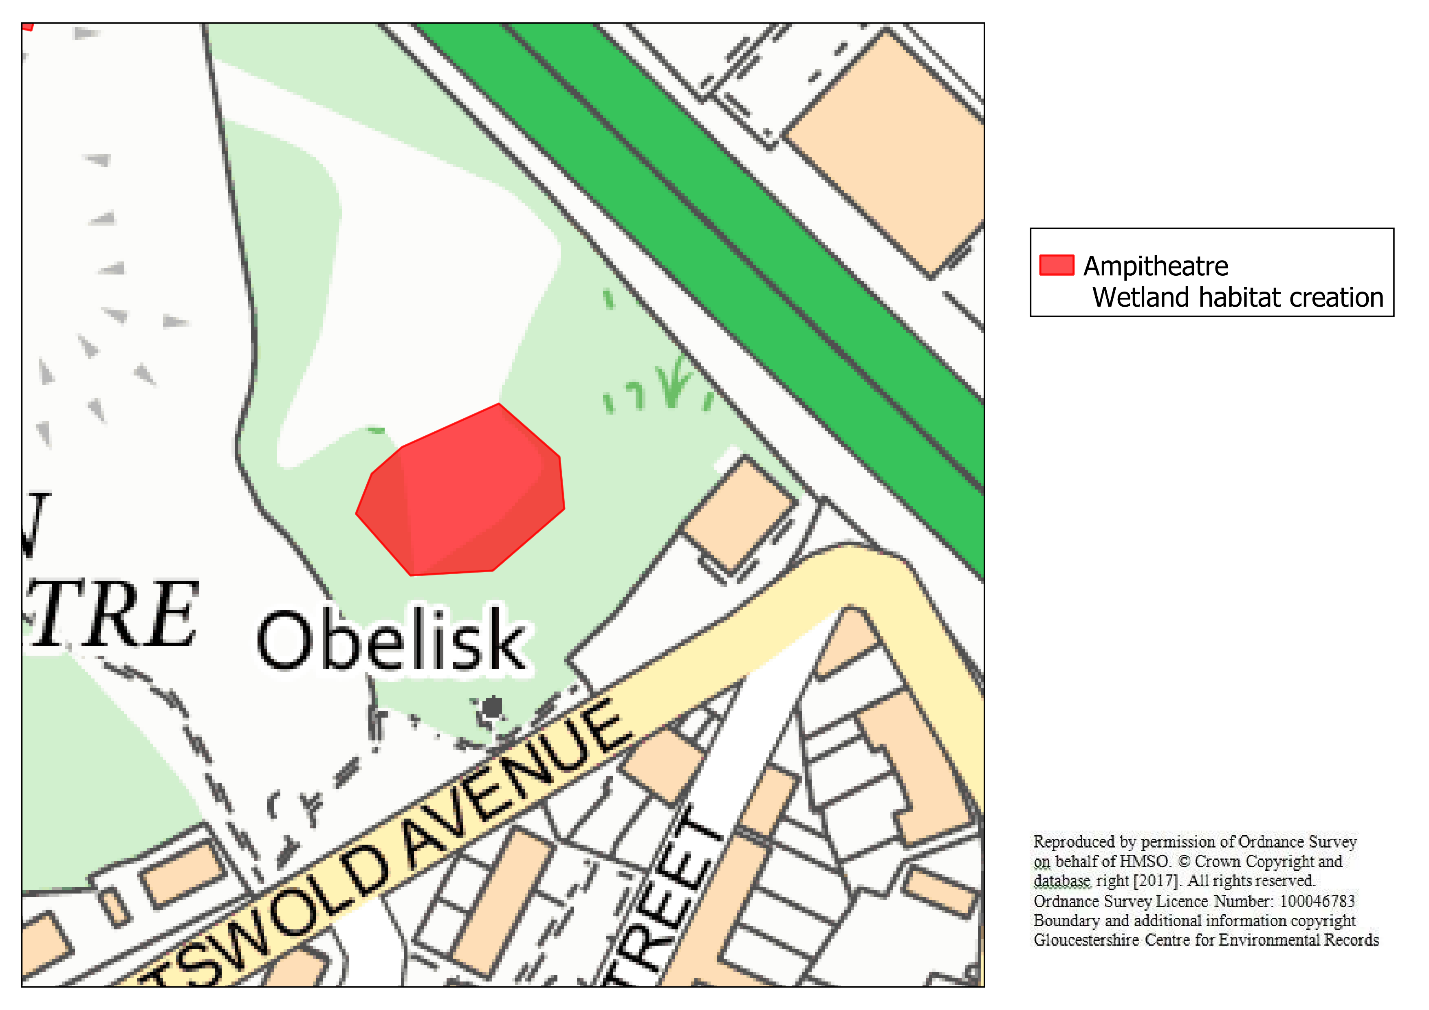 N
TRE
Obelisk
TSWOLD AVENUE
TREET
Ampitheatre
Wetland habitat creation
Reproduced by permission of Ordnance Survey
on behalf of HMSO. © Crown Copyright and
database right [2017]. All rights reserved.
Ordnance Survey Licence Number: 100046783
Boundary and additional information copyright
Gloucestershire Centre for Environmental Records